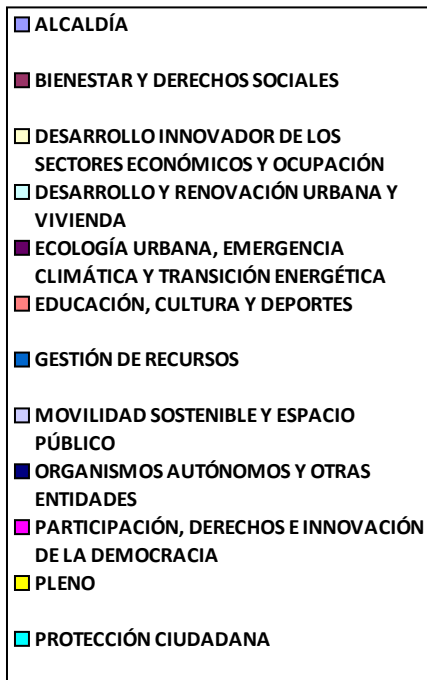 ALCALDÍA
BIENESTAR Y DERECHOS SOCIALES
DESARROLLO INNOVADOR DE LOS
SECTORES ECONÓMICOS Y OCUPACIÓN
DESARROLLO Y RENOVACIÓN URBANA Y
VIVIENDA
ECOLOGÍA URBANA, EMERGENCIA
CLIMÁTICA Y TRANSICIÓN ENERGÉTICA
EDUCACIÓN, CULTURA Y DEPORTES
GESTIÓN DE RECURSOS
MOVILIDAD SOSTENIBLE Y ESPACIO
PÚBLICO
ORGANISMOS AUTÓNOMOS Y OTRAS
ENTIDADES
PARTICIPACIÓN, DERECHOS E INNOVACIÓN
DE LA DEMOCRACIA
PLENO
PROTECCIÓN CIUDADANA